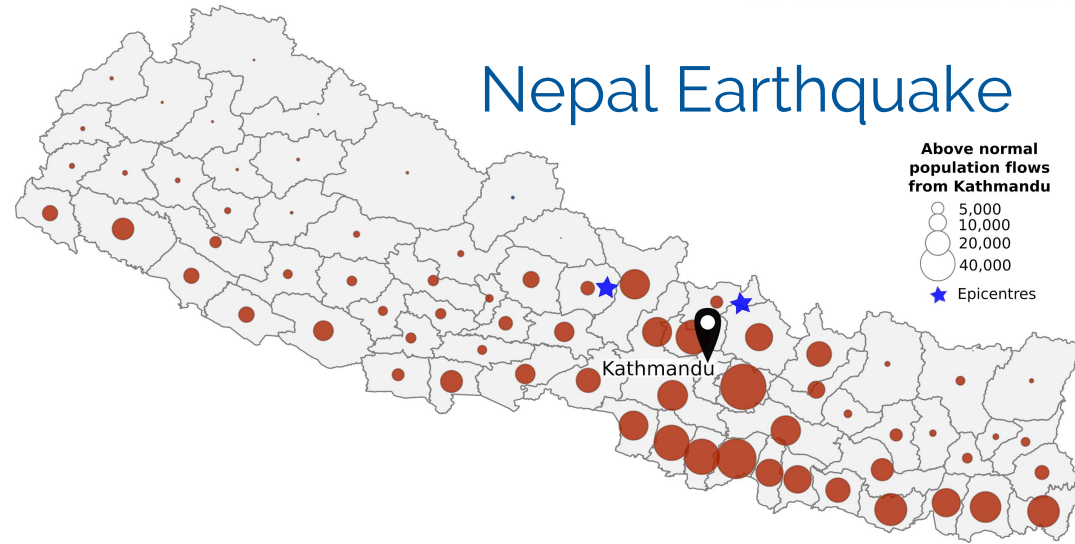 Nepal Earthquake
Above normal
population flows
from Kathmandu
5,000
10,000
20,000
40,000
Epicentres
Kathmandu